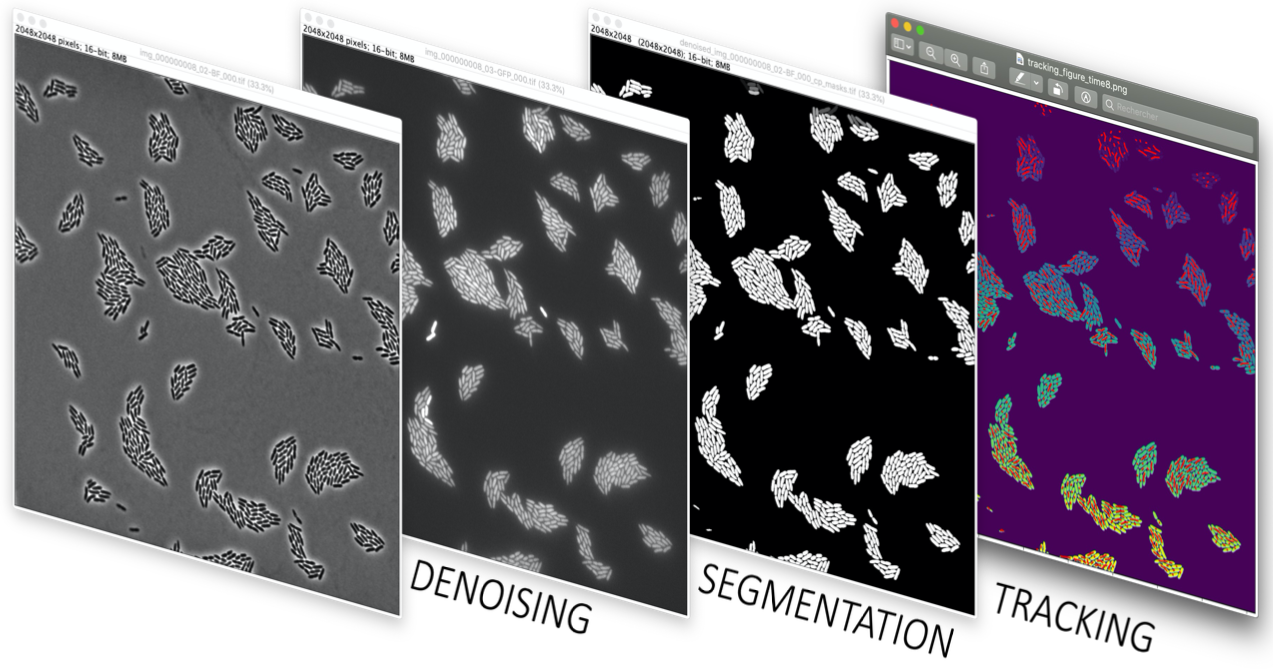 2048x2048 pixels; 16-bit; 8MB
img_000000008_02-BF_000.tif (33.3%)
2048x2048 pixels; 16-bit; 8MB
img_000000008_03-GFP_000.tif (33.3%)
2048x2048 (2048x2048); 16-bit; 8MB
denoised_img_000000008_02-BF_000_cp_masks.tif (33.3%)
tracking_figure_time8.png
Rechercher
DENOISING
SEGMENTATION
TRACKING